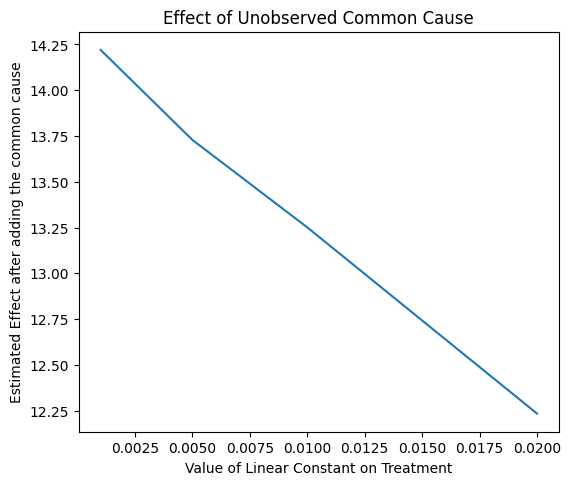 Effect of Unobserved Common Cause
14.25
14.00
13.75
13.50
13.25
13.00
12.75
12.50
12.25
Estimated Effect after adding the common cause
0.0025 0.0050 0.0075 0.0100 0.0125 0.0150 0.0175 0.0200
Value of Linear Constant on Treatment